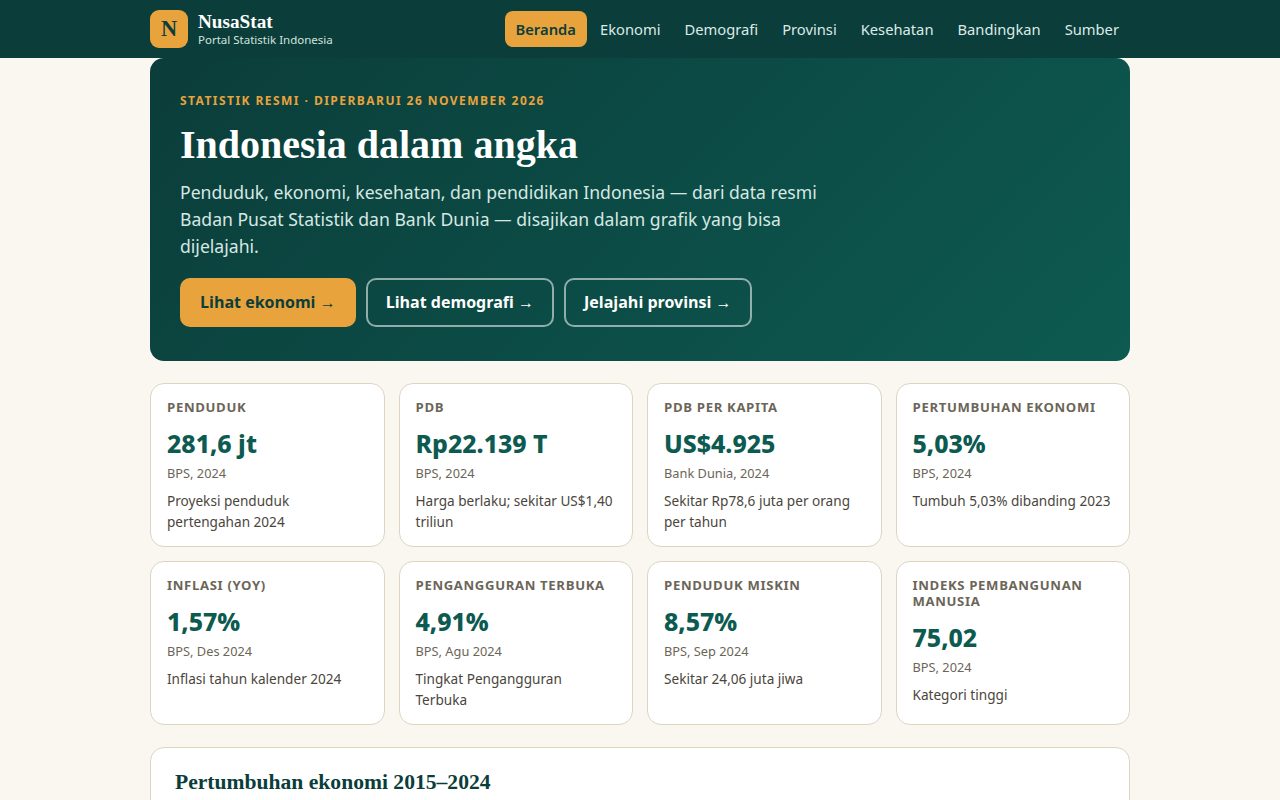 N
NusaStat
Portal Statistik Indonesia
Beranda
Ekonomi
Demografi
Provinsi
Kesehatan
Bandingkan
Sumber
STATISTIK RESMI · DIPERBARUI 26 NOVEMBER 2026
Indonesia dalam angka
Penduduk, ekonomi, kesehatan, dan pendidikan Indonesia — dari data resmi
Badan Pusat Statistik dan Bank Dunia — disajikan dalam grafik yang bisa
dijelajahi.
Lihat ekonomi →
Lihat demografi →
Jelajahi provinsi →
PENDUDUK
281,6 jt
BPS, 2024
Proyeksi penduduk
pertengahan 2024
PDB
Rp22.139 T
BPS, 2024
Harga berlaku; sekitar US$1,40
triliun
PDB PER KAPITA
US$4.925
Bank Dunia, 2024
Sekitar Rp78,6 juta per orang
per tahun
PERTUMBUHAN EKONOMI
5,03%
BPS, 2024
Tumbuh 5,03% dibanding 2023
INFLASI (YOY)
1,57%
BPS, Des 2024
Inflasi tahun kalender 2024
PENGANGGURAN TERBUKA
4,91%
BPS, Agu 2024
Tingkat Pengangguran
Terbuka
PENDUDUK MISKIN
8,57%
BPS, Sep 2024
Sekitar 24,06 juta jiwa
INDEKS PEMBANGUNAN
MANUSIA
75,02
BPS, 2024
Kategori tinggi
Pertumbuhan ekonomi 2015–2024